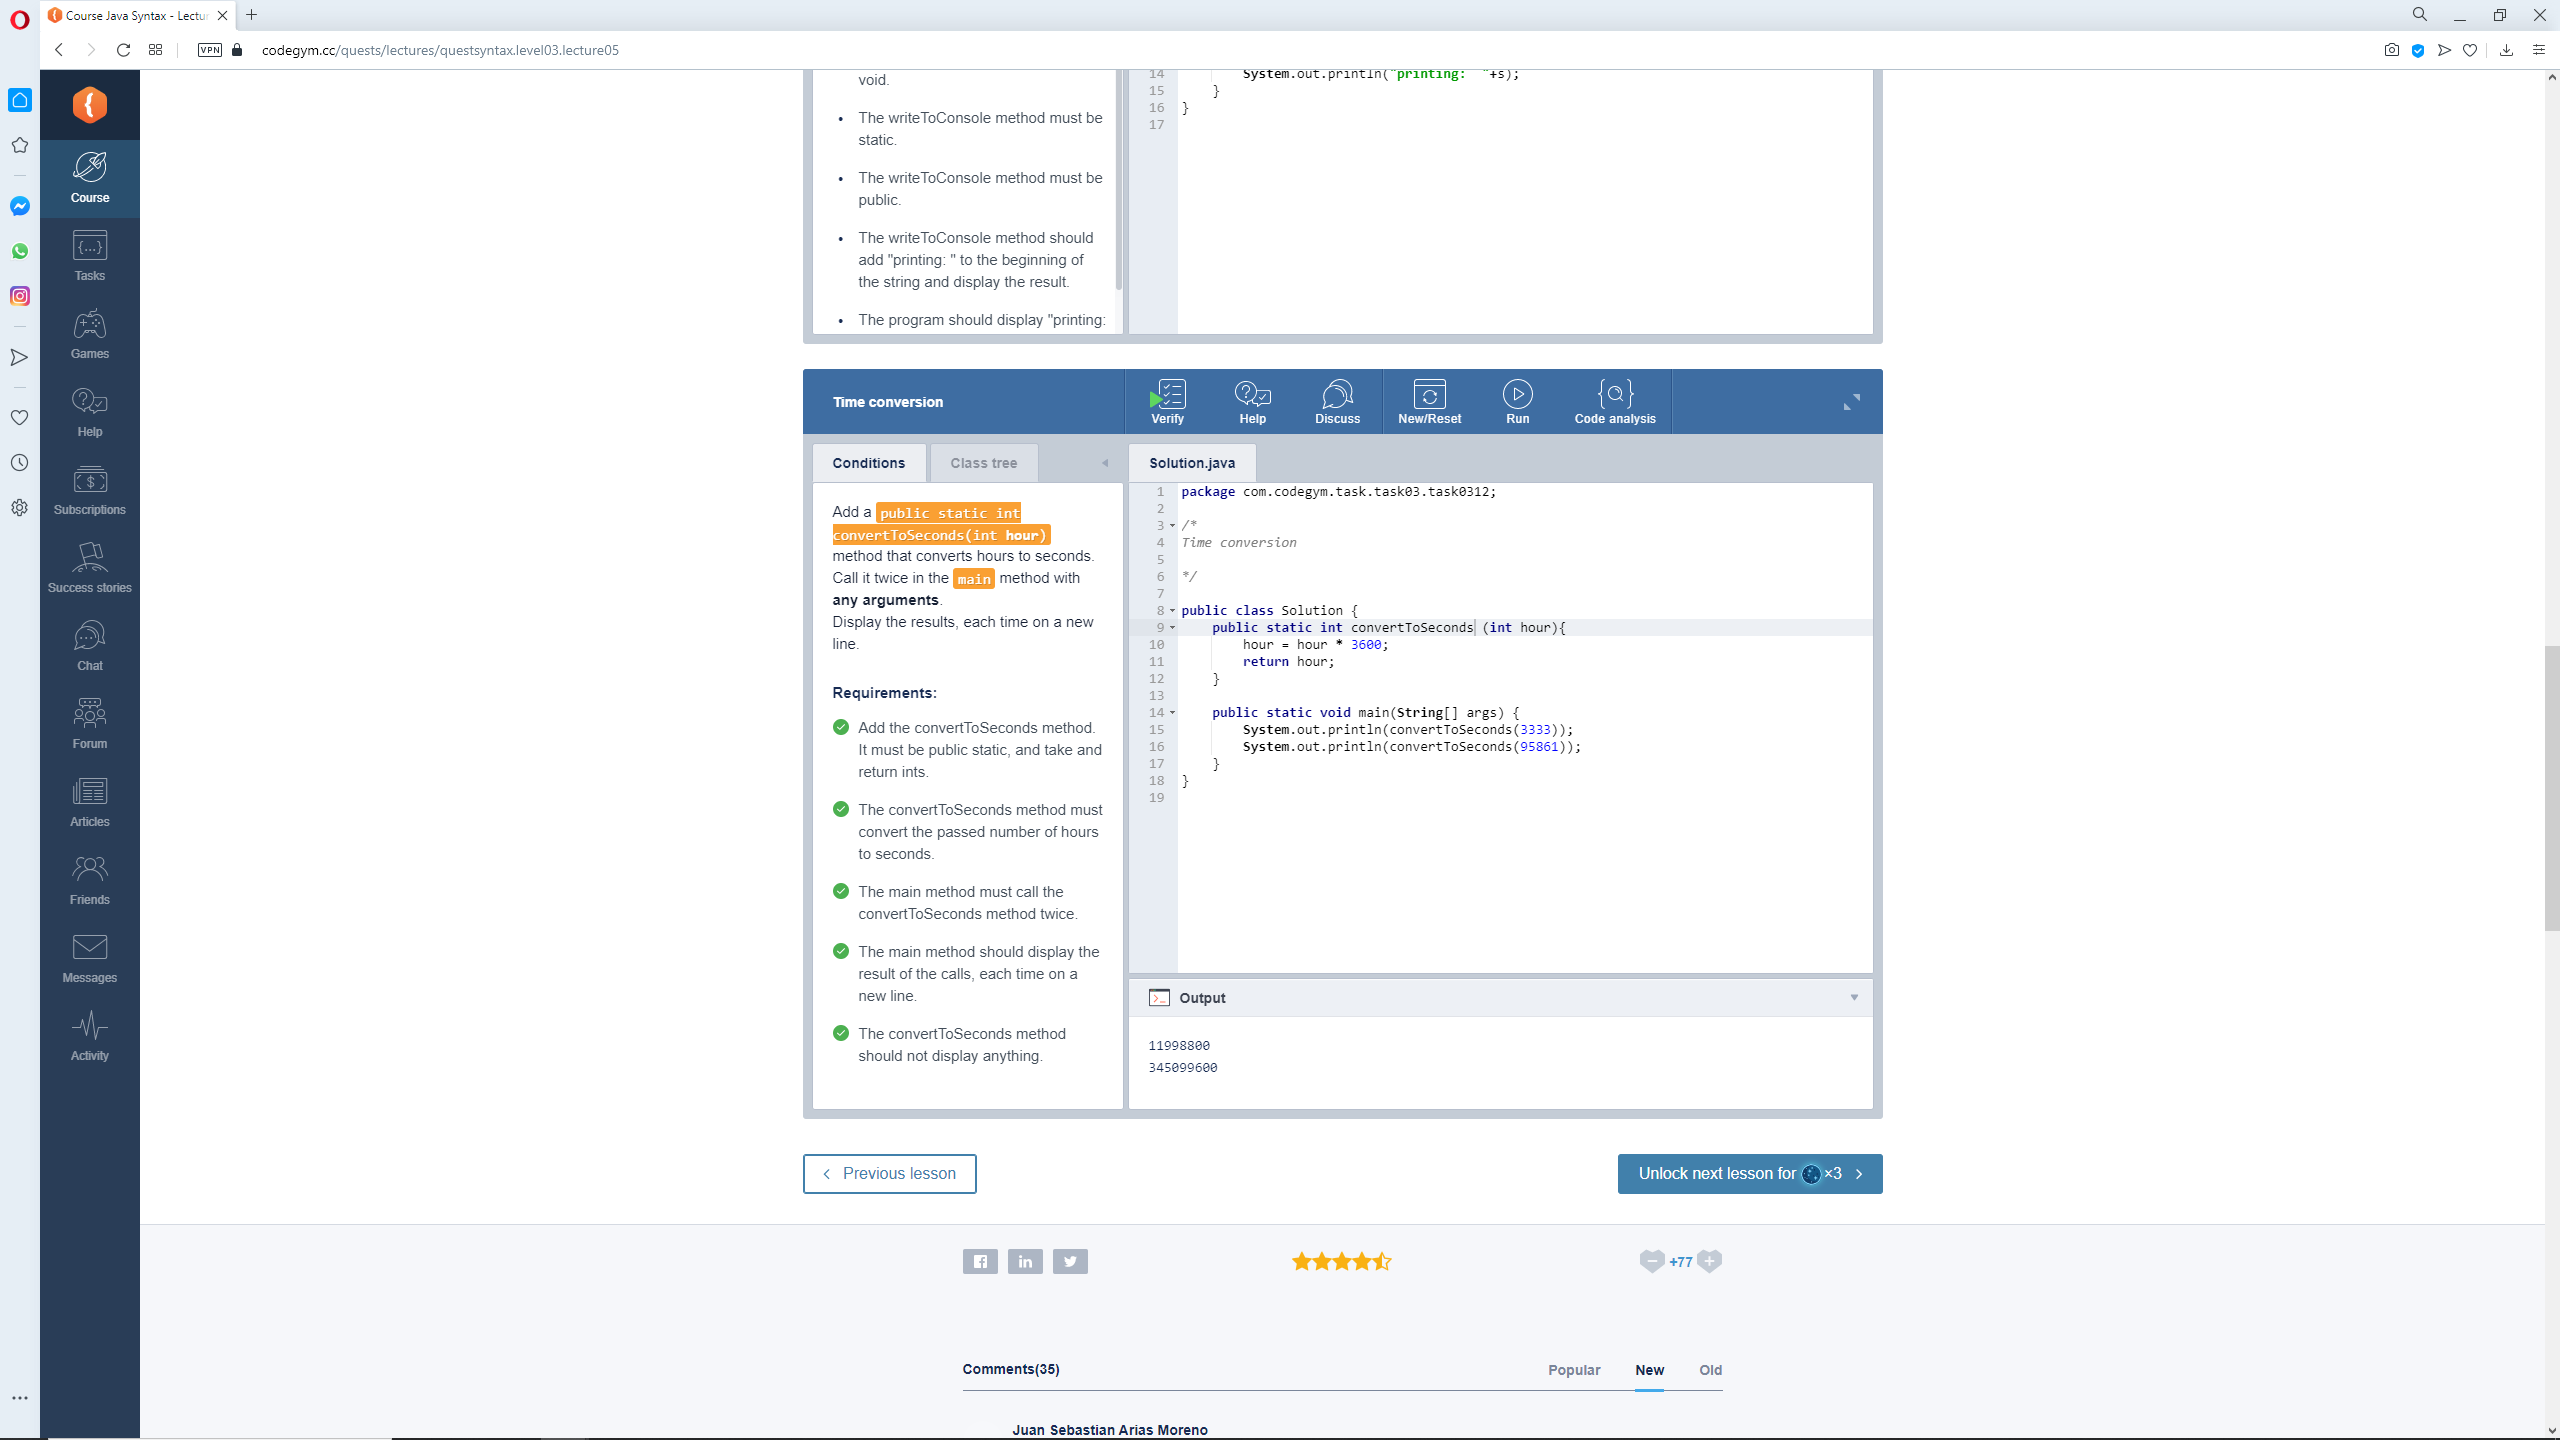 Course Java Syntax - Lectur
VPN
codegym.cc/quests/lectures/questsyntax.level03.lecture05
Course
Tasks
Games
Help
Subscriptions
Success stories
Chat
Forum
Articles
Friends
Messages
Activity
void.
• The writeToConsole method must be
static.
• The writeToConsole method must be
public.
• The writeToConsole method should
add "printing: " to the beginning of
the string and display the result.
• The program should display "printing:
14 System.out.println("printing:  "+s);
15 }
16 }
17
Time conversion
Verify
Help
Discuss
New/Reset
Run
Code analysis
Conditions
Class tree
Add a public static int
convertToSeconds(int hour)
method that converts hours to seconds.
Call it twice in the main method with
any arguments.
Display the results, each time on a new
line.
Requirements:
Add the convertToSeconds method.
It must be public static, and take and
return ints.
The convertToSeconds method must
convert the passed number of hours
to seconds.
The main method must call the
convertToSeconds method twice.
The main method should display the
result of the calls, each time on a
new line.
The convertToSeconds method
should not display anything.
Solution.java
1 package com.codegym.task.task03.task0312;
2
3 /*
4 Time conversion
5
6 */
7
8 public class Solution {
9 public static int convertToSeconds (int hour){
10 hour = hour * 3600;
11 return hour;
12 }
13
14 public static void main(String[] args) {
15 System.out.println(convertToSeconds(3333));
16 System.out.println(convertToSeconds(95861));
17 }
18 }
19
Output
11998800
345099600
Previous lesson
Unlock next lesson for ×3
+77
Comments(35)
Popular
New
Old
Juan Sebastian Arias Moreno